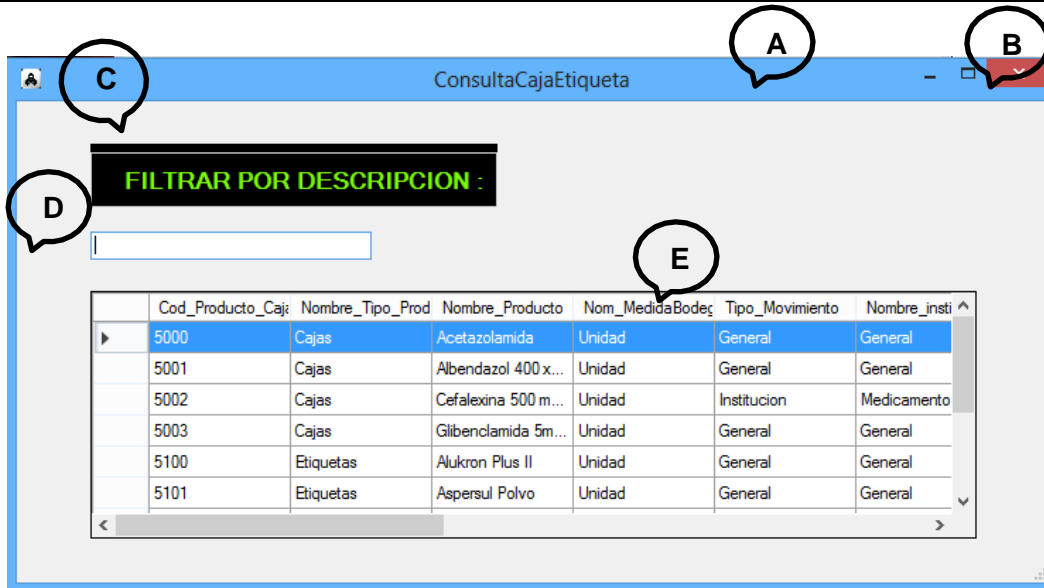 A
B
C
ConsultaCajaEtiqueta
FILTRAR POR DESCRIPCION :
D
E
Cod_Producto_Caja Nombre_Tipo_Prod Nombre_Producto Nom_MedidaBodeg Tipo_Movimiento Nombre_insti
5000 Cajas Acetazolamida Unidad General General
5001 Cajas Albendazol 400 x... Unidad General General
5002 Cajas Cefalexina 500 m... Unidad Institucion Medicamento
5003 Cajas Glibenclamida 5m... Unidad General General
5100 Etiquetas Alukron Plus II Unidad General General
5101 Etiquetas Aspersul Polvo Unidad General General